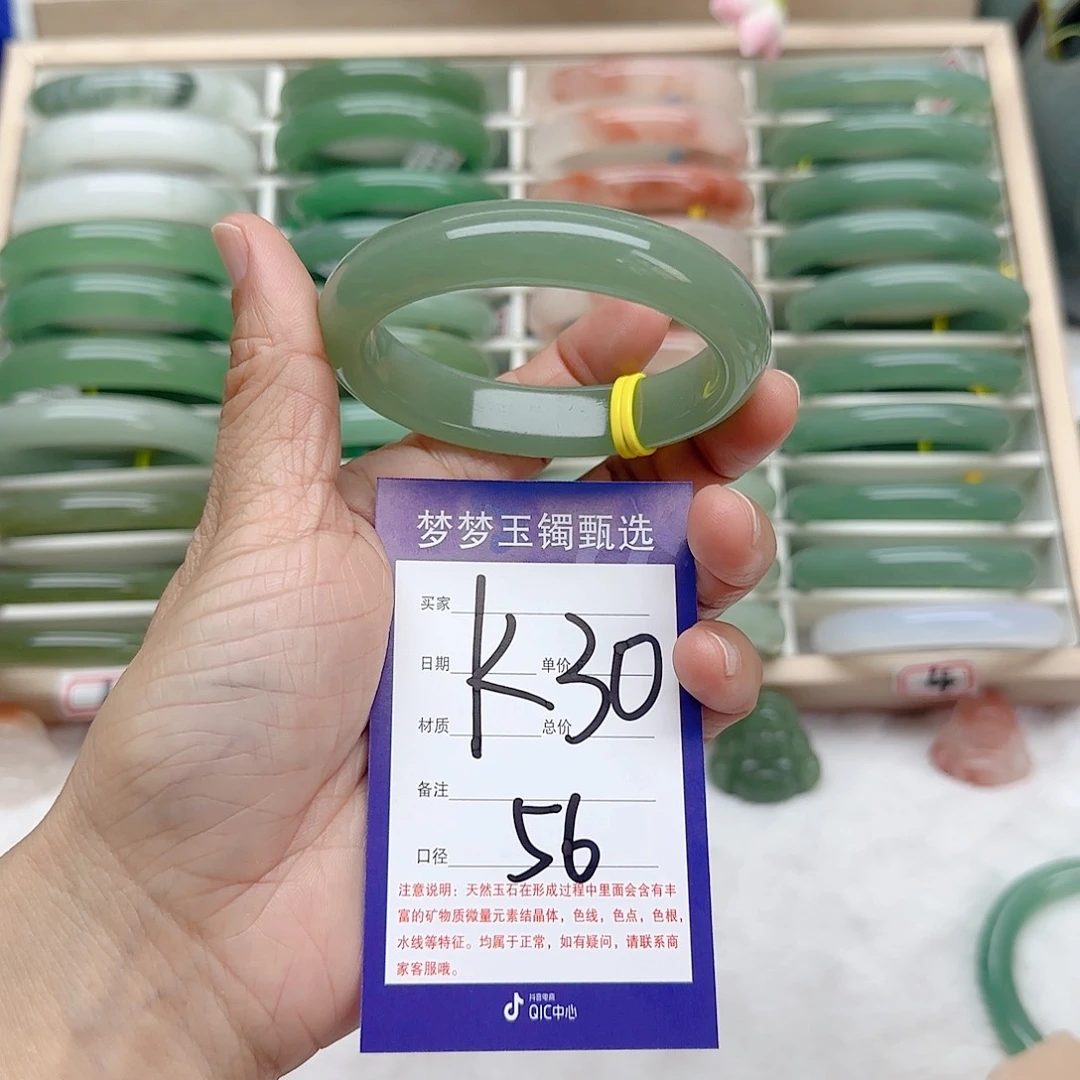 梦梦玉镯甄选
买家
日期 单价
K30
材质 总价
备注
56
口径
注意说明：天然玉石在形成过程中里面会含有丰
富的矿物质微量元素结晶体，色线，色点，色根，
水线等特征。均属于正常，如有疑问，请联系商
家客服哦。
抖音电商
QIC中心
4